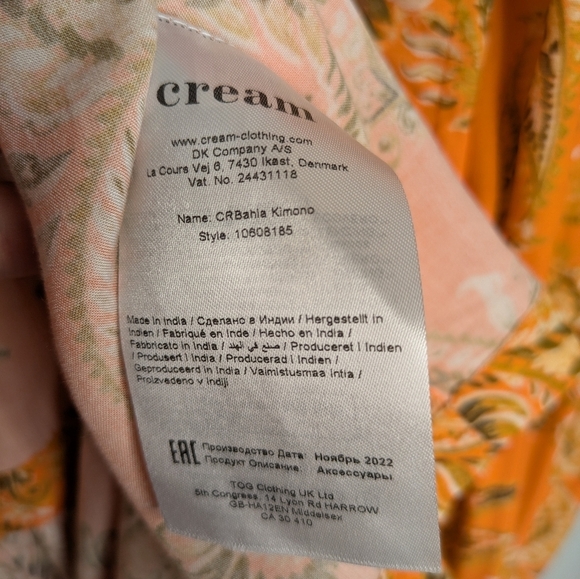 cream
www.cream-clothing.com
DK Company A/S
La Cours Vej 6, 7430 Ikast, Denmark
Vat. No. 24431118
Name: CRBahia Kimono
Style. 10608185
Made in India / Сделано в Индии / Hergestellt in
Indien / Fabriqué en Inde / Hecho en India /
Fabbricato in India / صنع في الهند / Produceret I Indien
/ Produsert I India / Producerad I Indien /
Geproduceerd in India / Valmistusmaa Intia /
Proizvedeno v Indiji
EAC Производство Дата: Ноябрь 2022
Продукт Описание: Аксессуары
TGG Clothing UK Ltd
5th Congress, 14 Lyon Rd HARROW
GB-HA12EN Middelsex
CA 30 410